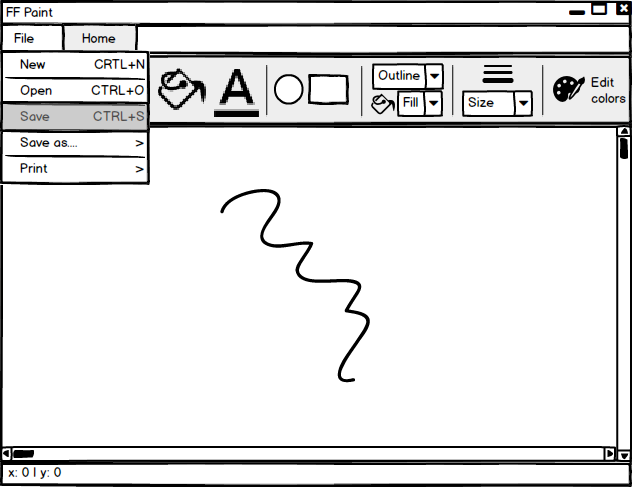 FF Paint
File Home
New CRTL+N
Open CTRL+O
Save CTRL+S
Save as.... >
Print >
A
Outline
Fill
Size
Edit
colors
x: 0 | y: 0